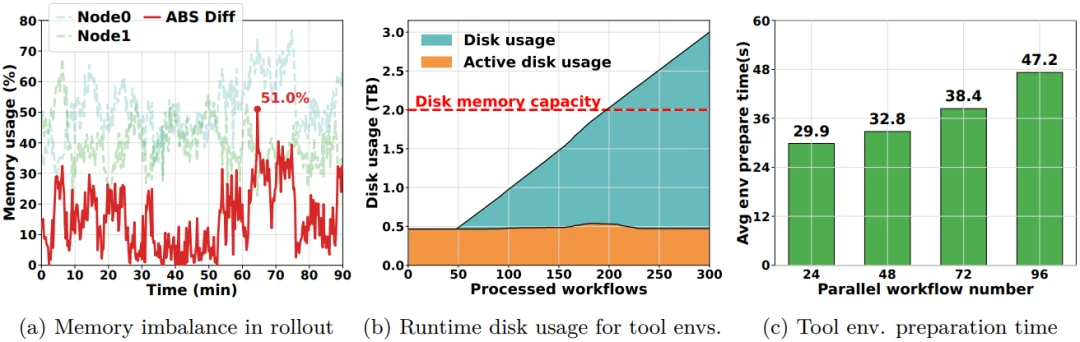 Node0
Node1
ABS Diff
51.0%
80
70
60
50
40
30
20
10
0
Memory usage (%)
0 10 20 30 40 50 60 70 80 90
Time (min)
(a) Memory imbalance in rollout
Disk usage
Active disk usage
Disk memory capacity
3.0
2.5
2.0
1.5
1.0
0.5
0.0
Disk usage (TB)
0 50 100 150 200 250 300
Processed workflows
(b) Runtime disk usage for tool envs.
60
48
36
24
12
0
Avg env prepare time(s)
29.9
32.8
38.4
47.2
24 48 72 96
Parallel workflow number
(c) Tool env. preparation time